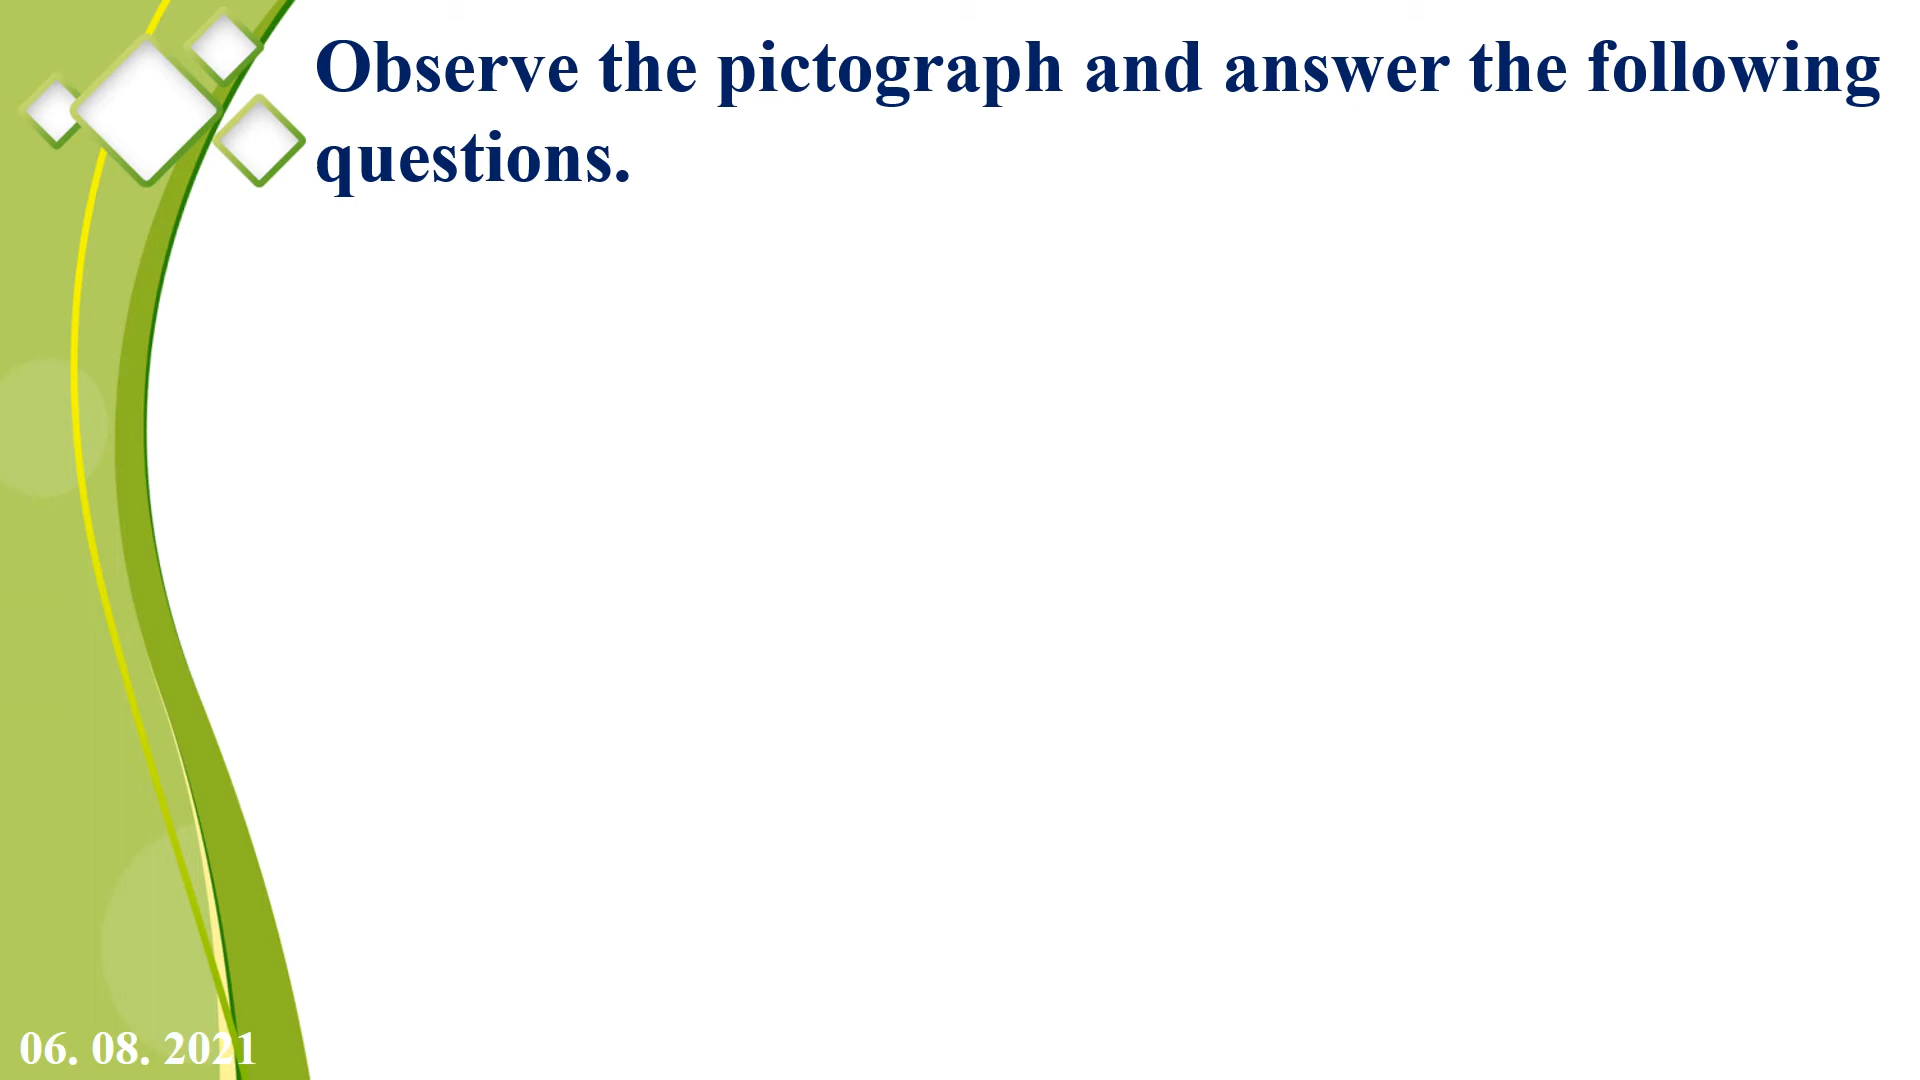 Observe the pictograph and answer the following
questions.
06. 08. 2021